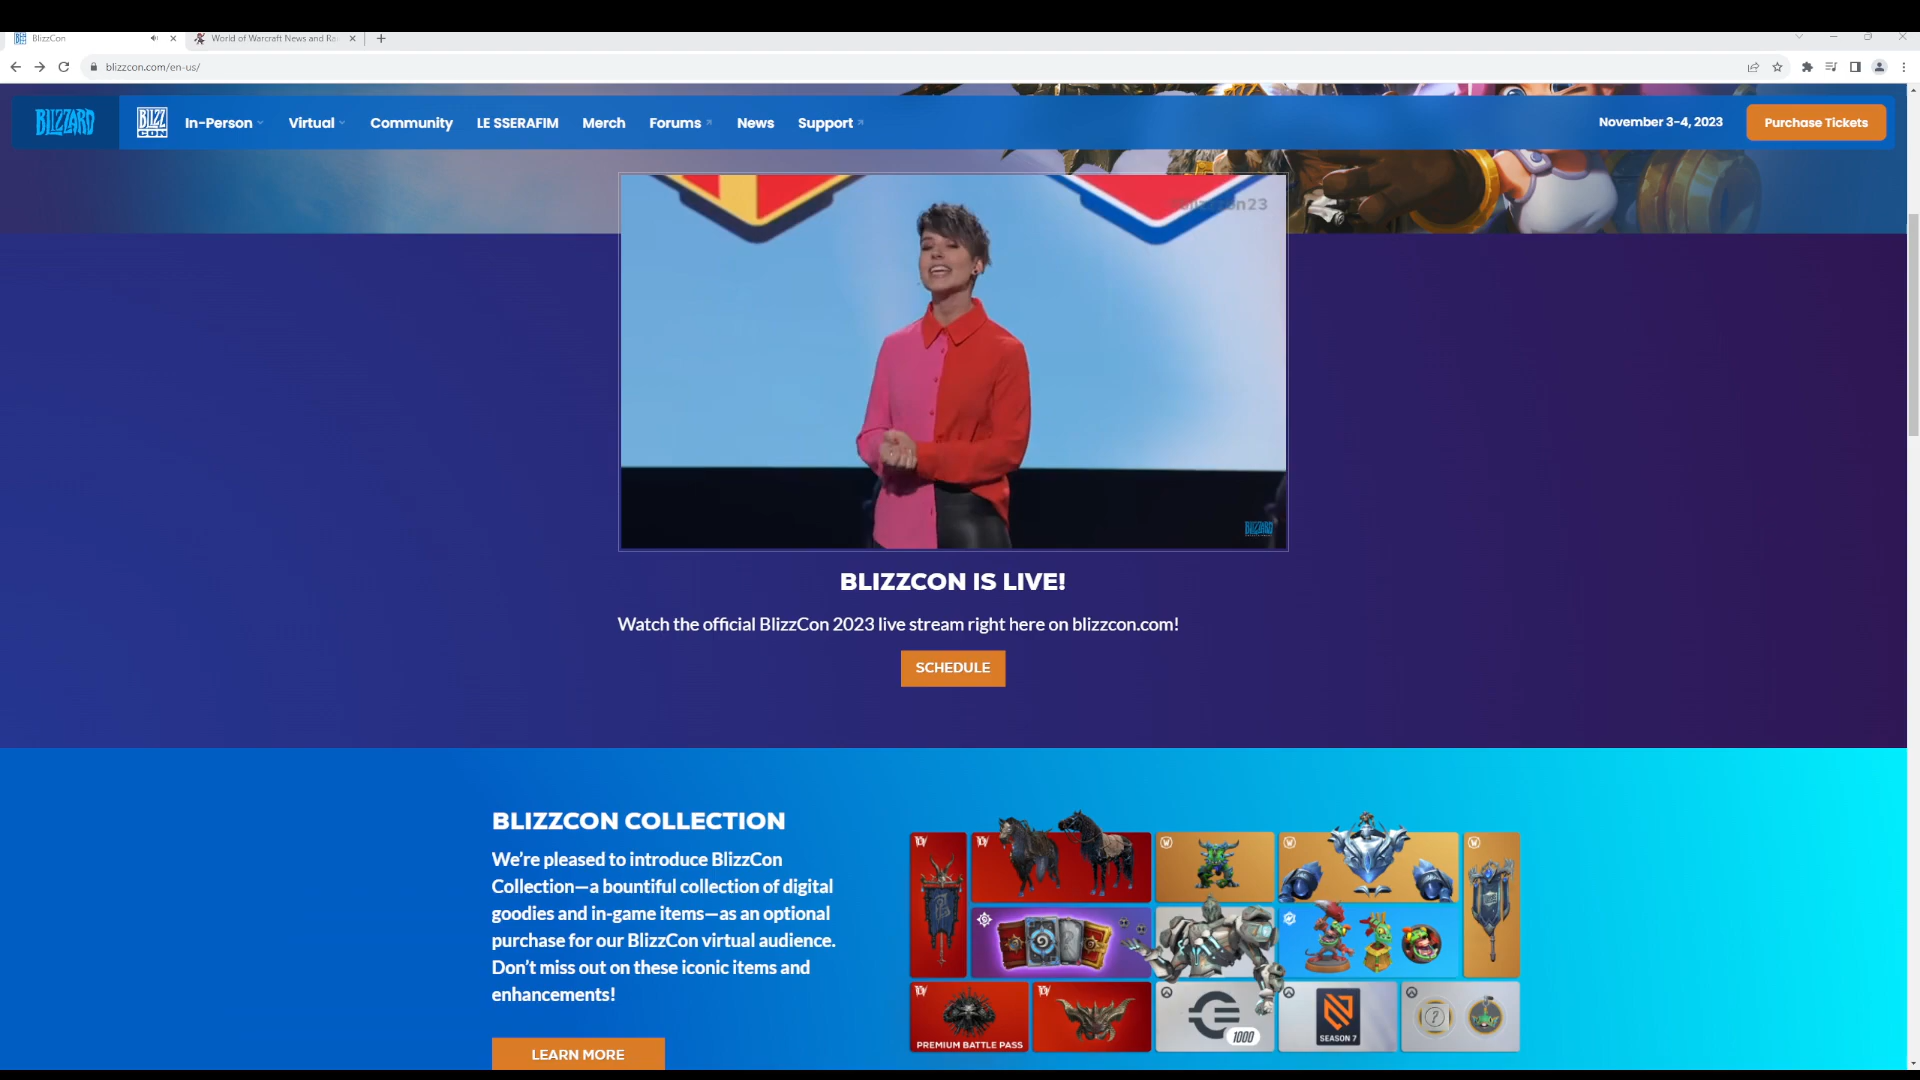 BlizzCon
World of Warcraft News and Ra
blizzcon.com/en-us/
BLIZZARD
BLIZZ
CON
In-Person
Virtual
Community
LE SSERAFIM
Merch
Forums
News
Support
November 3-4, 2023
Purchase Tickets
BLIZZARD
BLIZZCON IS LIVE!
Watch the official BlizzCon 2023 live stream right here on blizzcon.com!
SCHEDULE
BLIZZCON COLLECTION
We’re pleased to introduce BlizzCon
Collection—a bountiful collection of digital
goodies and in-game items—as an optional
purchase for our BlizzCon virtual audience.
Don’t miss out on these iconic items and
enhancements!
LEARN MORE
PREMIUM BATTLE PASS
1000
SEASON 7